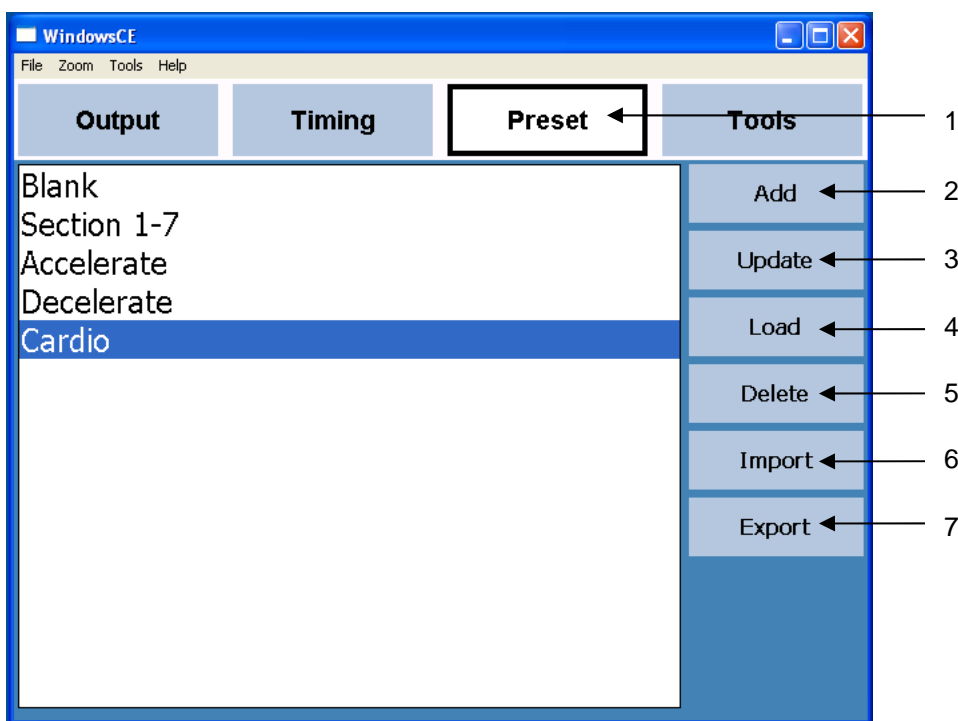 WindowsCE
File Zoom Tools Help
Output Timing Preset Tools 1
Blank
Section 1-7
Accelerate
Decelerate
Cardio
Add 2
Update 3
Load 4
Delete 5
Import 6
Export 7